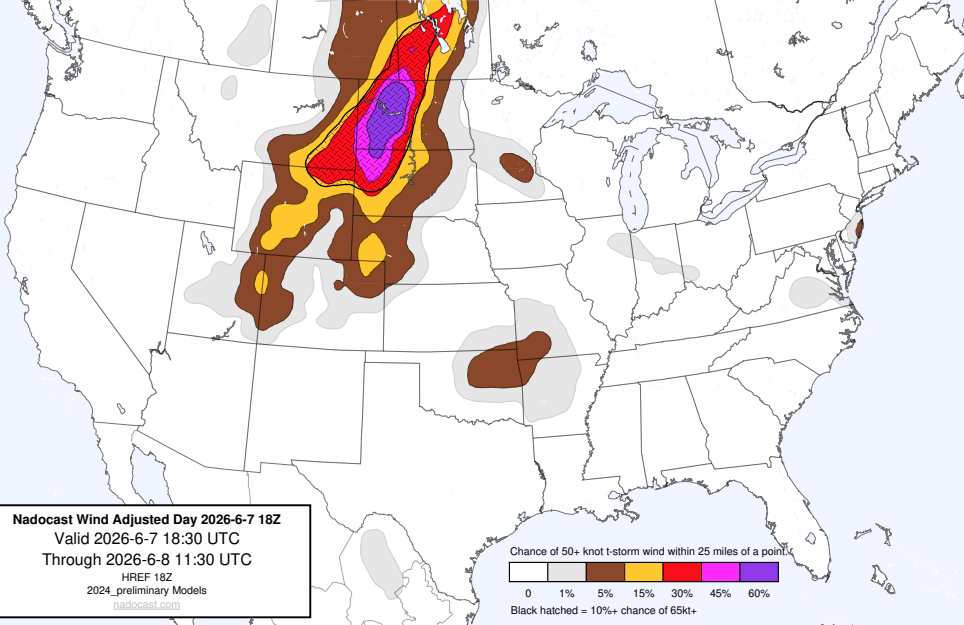 Nadocast Wind Adjusted Day 2026-6-7 18Z
Valid 2026-6-7 18:30 UTC
Through 2026-6-8 11:30 UTC
HREF 18Z
2024_preliminary Models
nadocast.com
Chance of 50+ knot t-storm wind within 25 miles of a point.
0 1% 5% 15% 30% 45% 60%
Black hatched = 10%+ chance of 65kt+